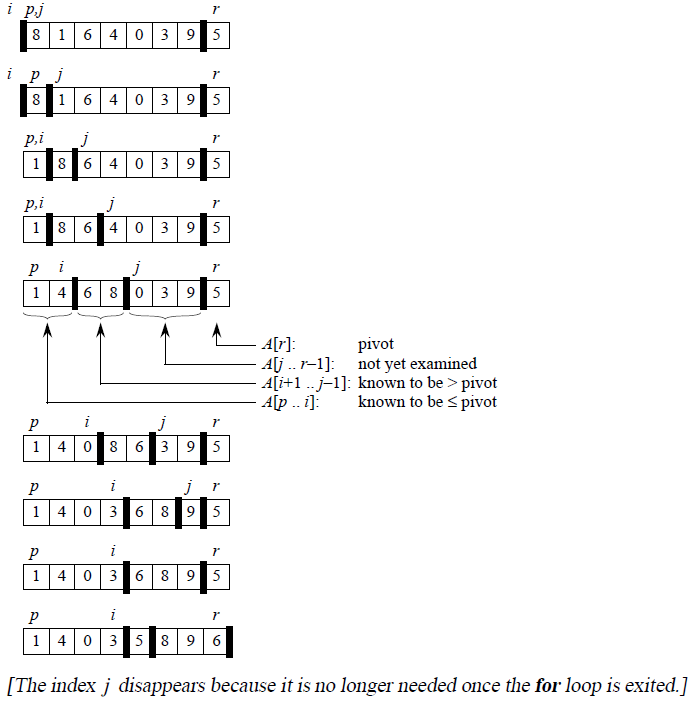 i p,j r
8 1 6 4 0 3 9 5
i p j r
8 1 6 4 0 3 9 5
p,i j r
1 8 6 4 0 3 9 5
p,i j r
1 8 6 4 0 3 9 5
p i j r
1 4 6 8 0 3 9 5
A[r]: pivot
A[j .. r–1]: not yet examined
A[i+1 .. j–1]: known to be > pivot
A[p .. i]: known to be ≤ pivot
p i j r
1 4 0 8 6 3 9 5
p i j r
1 4 0 3 6 8 9 5
p i r
1 4 0 3 6 8 9 5
p i r
1 4 0 3 5 8 9 6
[The index j disappears because it is no longer needed once the for loop is exited.]